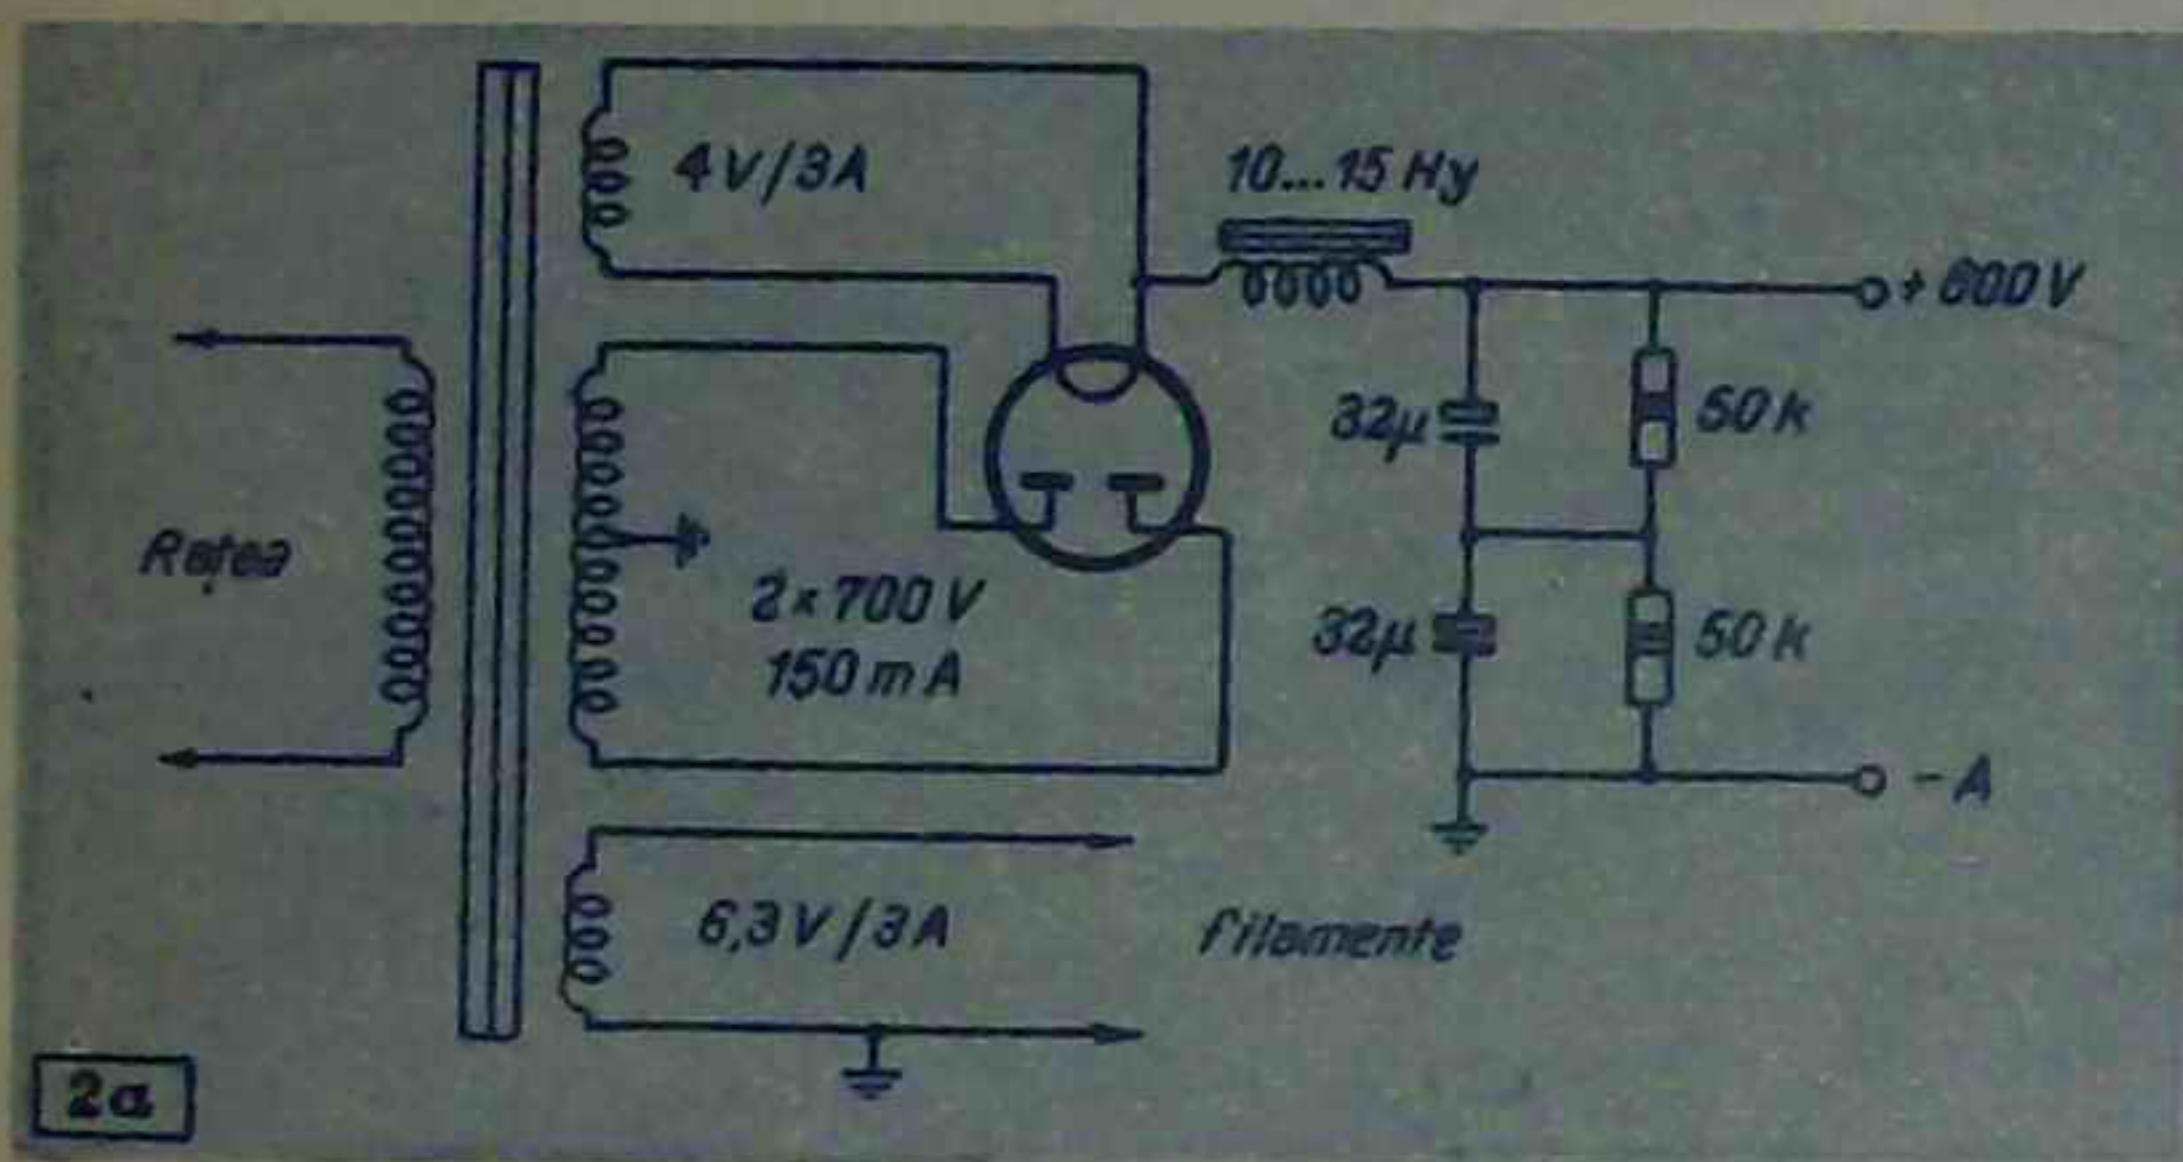 4V/3A
10...15 Hy
+ 600V
32µ
50k
Rețea
2×700V
150mA
32µ
50k
- A
6,3V/3A
filamente
2a